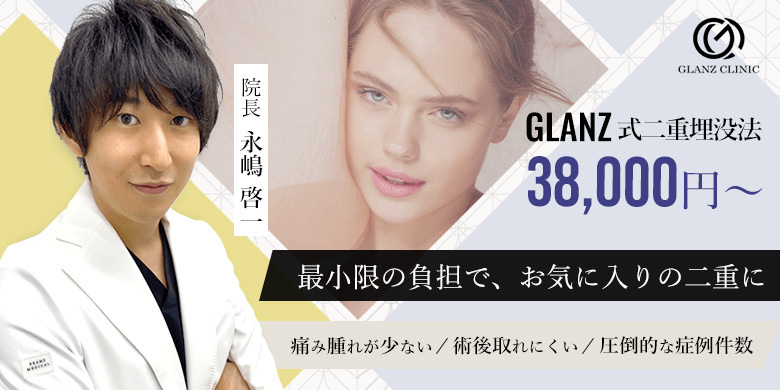 GLANZ CLINIC
院長 永嶋 啓一
GLANZ式二重埋没法
38,000円～
最小限の負担で、お気に入りの二重に
痛み腫れが少ない／術後取れにくい／圧倒的な症例件数
BEAMS
MEDICAL